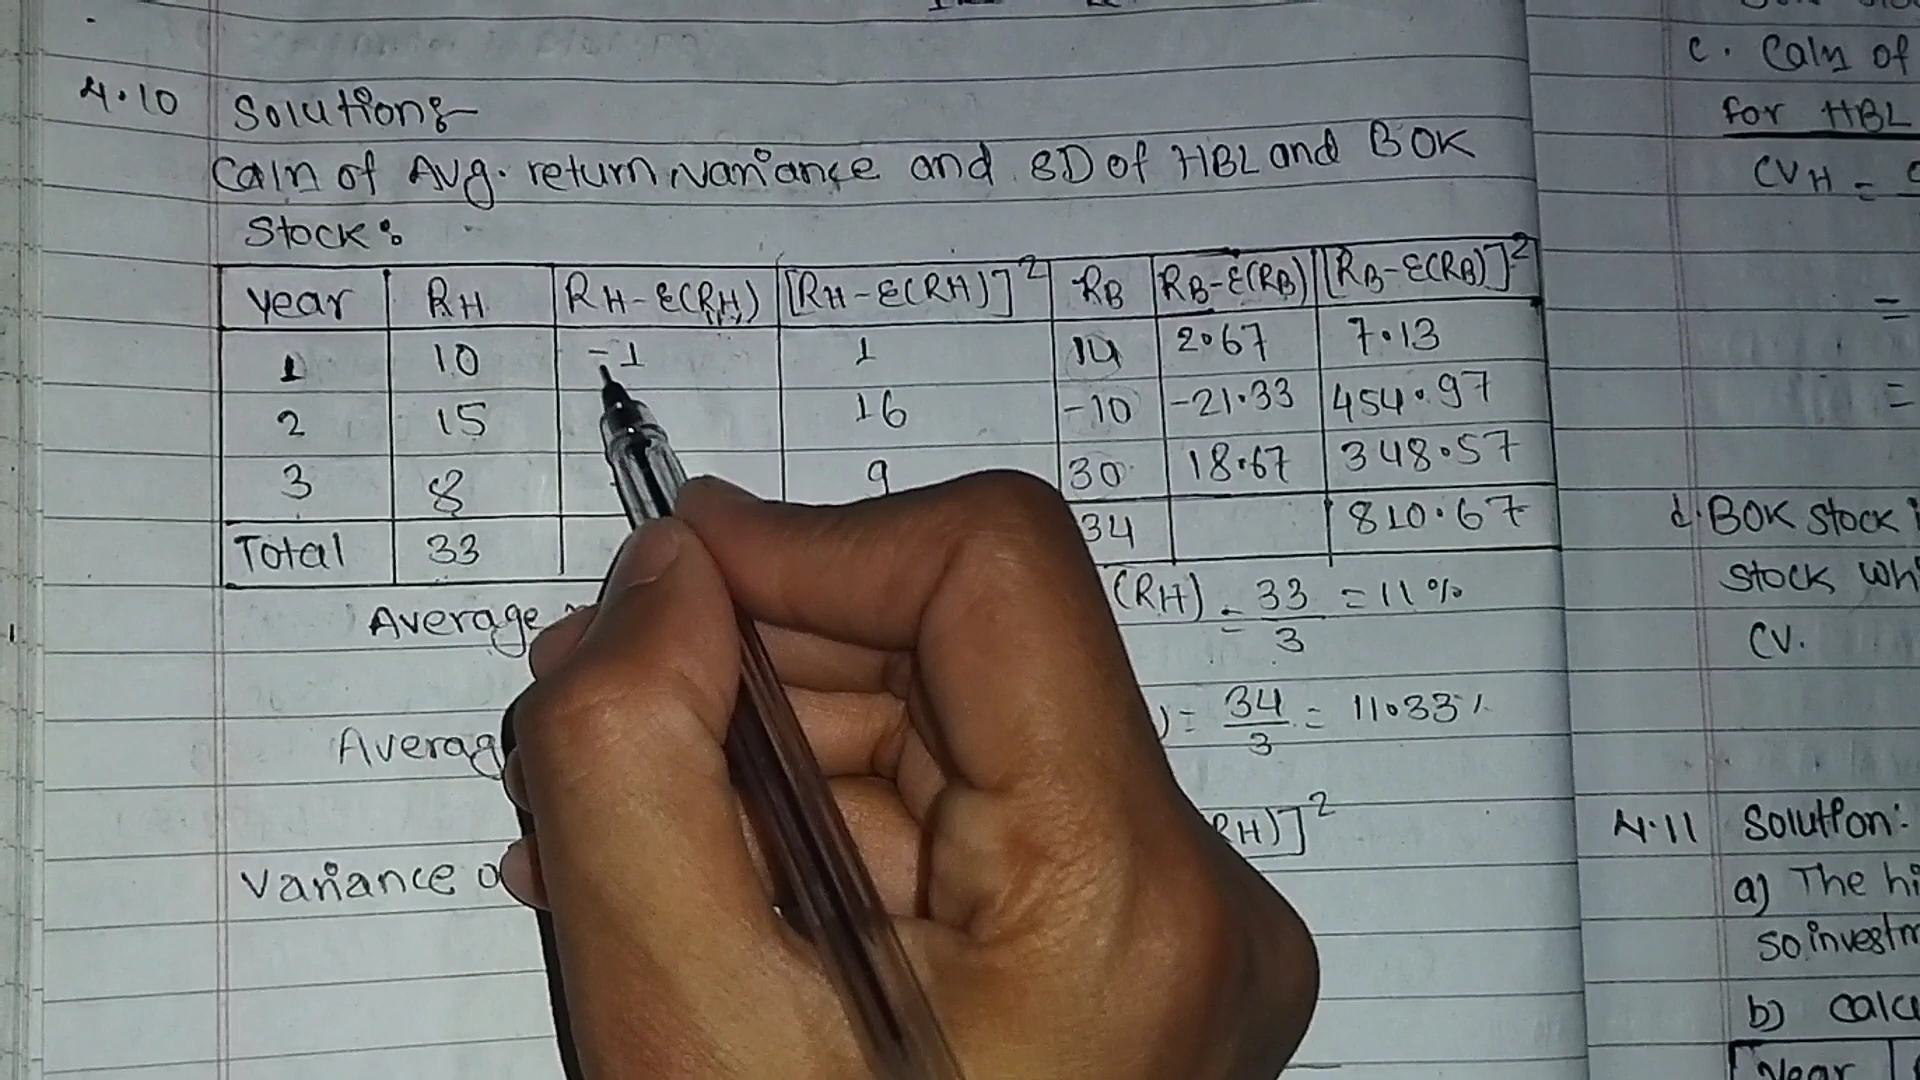 4.10 Solution:-
Caln of Avg. return, Variance and SD of HBL and BOK
Stock:
year RH RH-E(RH) [RH-E(RH)]² RB RB-E(RB) [RB-E(RB)]²
1 10 -1 1 14 2.67 7.13
2 15 16 -10 -21.33 454.97
3 8 9 30 18.67 348.57
Total 33 34 810.67
Average (RH) = 33/3 = 11%
Averag ) = 34/3 = 11.33%
RH)]²
Variance o
c. Caln of
for HBL
CVH =
=
=
d. BOK stock i
stock wh
CV.
4.11 Solution:
a) The hi
so investm
b) calcu
year